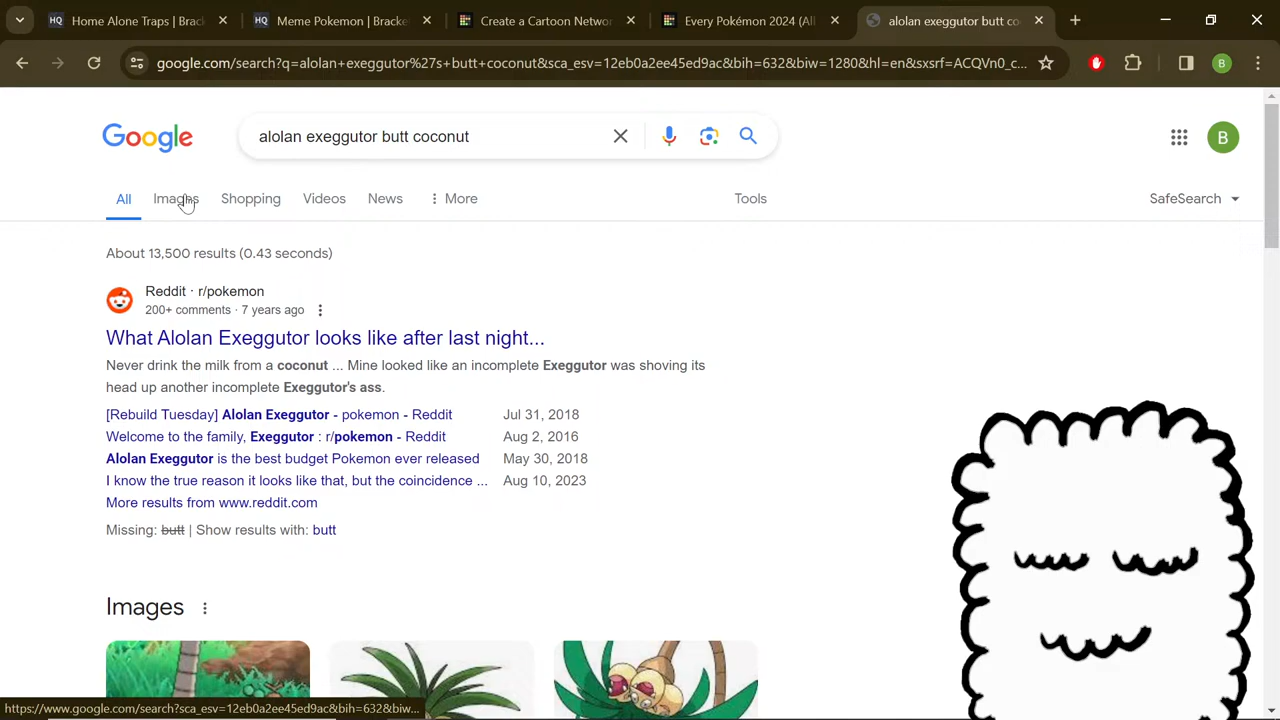 Home Alone Traps | Brack
Meme Pokemon | Bracke
Create a Cartoon Networ
Every Pokémon 2024 (All
alolan exeggutor butt co
google.com/search?q=alolan+exeggutor%27s+butt+coconut&sca_esv=12eb0a2ee45ed9ac&bih=632&biw=1280&hl=en&sxsrf=ACQVn0_c...
B
Google
alolan exeggutor butt coconut
B
All
Images
Shopping
Videos
News
More
Tools
SafeSearch
About 13,500 results (0.43 seconds)
Reddit · r/pokemon
200+ comments · 7 years ago
What Alolan Exeggutor looks like after last night...
Never drink the milk from a coconut ... Mine looked like an incomplete Exeggutor was shoving its
head up another incomplete Exeggutor's ass.
[Rebuild Tuesday] Alolan Exeggutor - pokemon - Reddit Jul 31, 2018
Welcome to the family, Exeggutor : r/pokemon - Reddit Aug 2, 2016
Alolan Exeggutor is the best budget Pokemon ever released May 30, 2018
I know the true reason it looks like that, but the coincidence ... Aug 10, 2023
More results from www.reddit.com
Missing: butt | Show results with: butt
Images
https://www.google.com/search?sca_esv=12eb0a2ee45ed9ac&bih=632&biw...